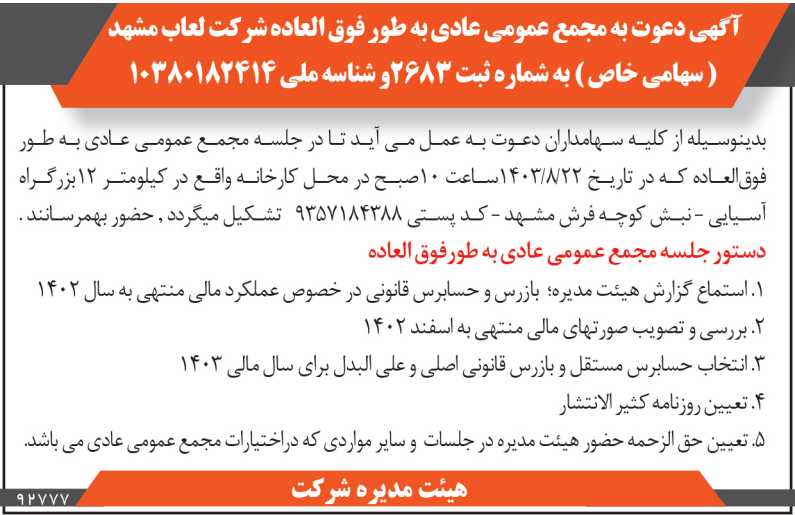 آگهی دعوت به مجمع عمومی عادی به طور فوق العاده شرکت لعاب مشهد
( سهامی خاص ) به شماره ثبت ۲۶۸۳و شناسه ملی ۱۰۳۸۰۱۸۲۴۱۴
بدینوسیله از کلیه سهامداران دعوت به عمل می آید تا در جلسه مجمع عمومی عادی به طور
فوق‌العاده که در تاریخ ۱۴۰۳/۸/۲۲ساعت ۱۰صبح در محل کارخانه واقع در کیلومتر ۱۲بزرگراه
آسیایی - نبش کوچه فرش مشهد - کد پستی ۹۳۵۷۱۸۴۳۸۸ تشکیل میگردد , حضور بهمرسانند .
دستور جلسه مجمع عمومی عادی به طورفوق العاده
۱. استماع گزارش هیئت مدیره؛ بازرس و حسابرس قانونی در خصوص عملکرد مالی منتهی به سال ۱۴۰۲
۲. بررسی و تصویب صورتهای مالی منتهی به اسفند ۱۴۰۲
۳. انتخاب حسابرس مستقل و بازرس قانونی اصلی و علی البدل برای سال مالی ۱۴۰۳
۴. تعیین روزنامه کثیر الانتشار
۵. تعیین حق الزحمه حضور هیئت مدیره در جلسات و سایر مواردی که دراختیارات مجمع عمومی عادی می باشد.
هیئت مدیره شرکت
۹۲۷۷۷